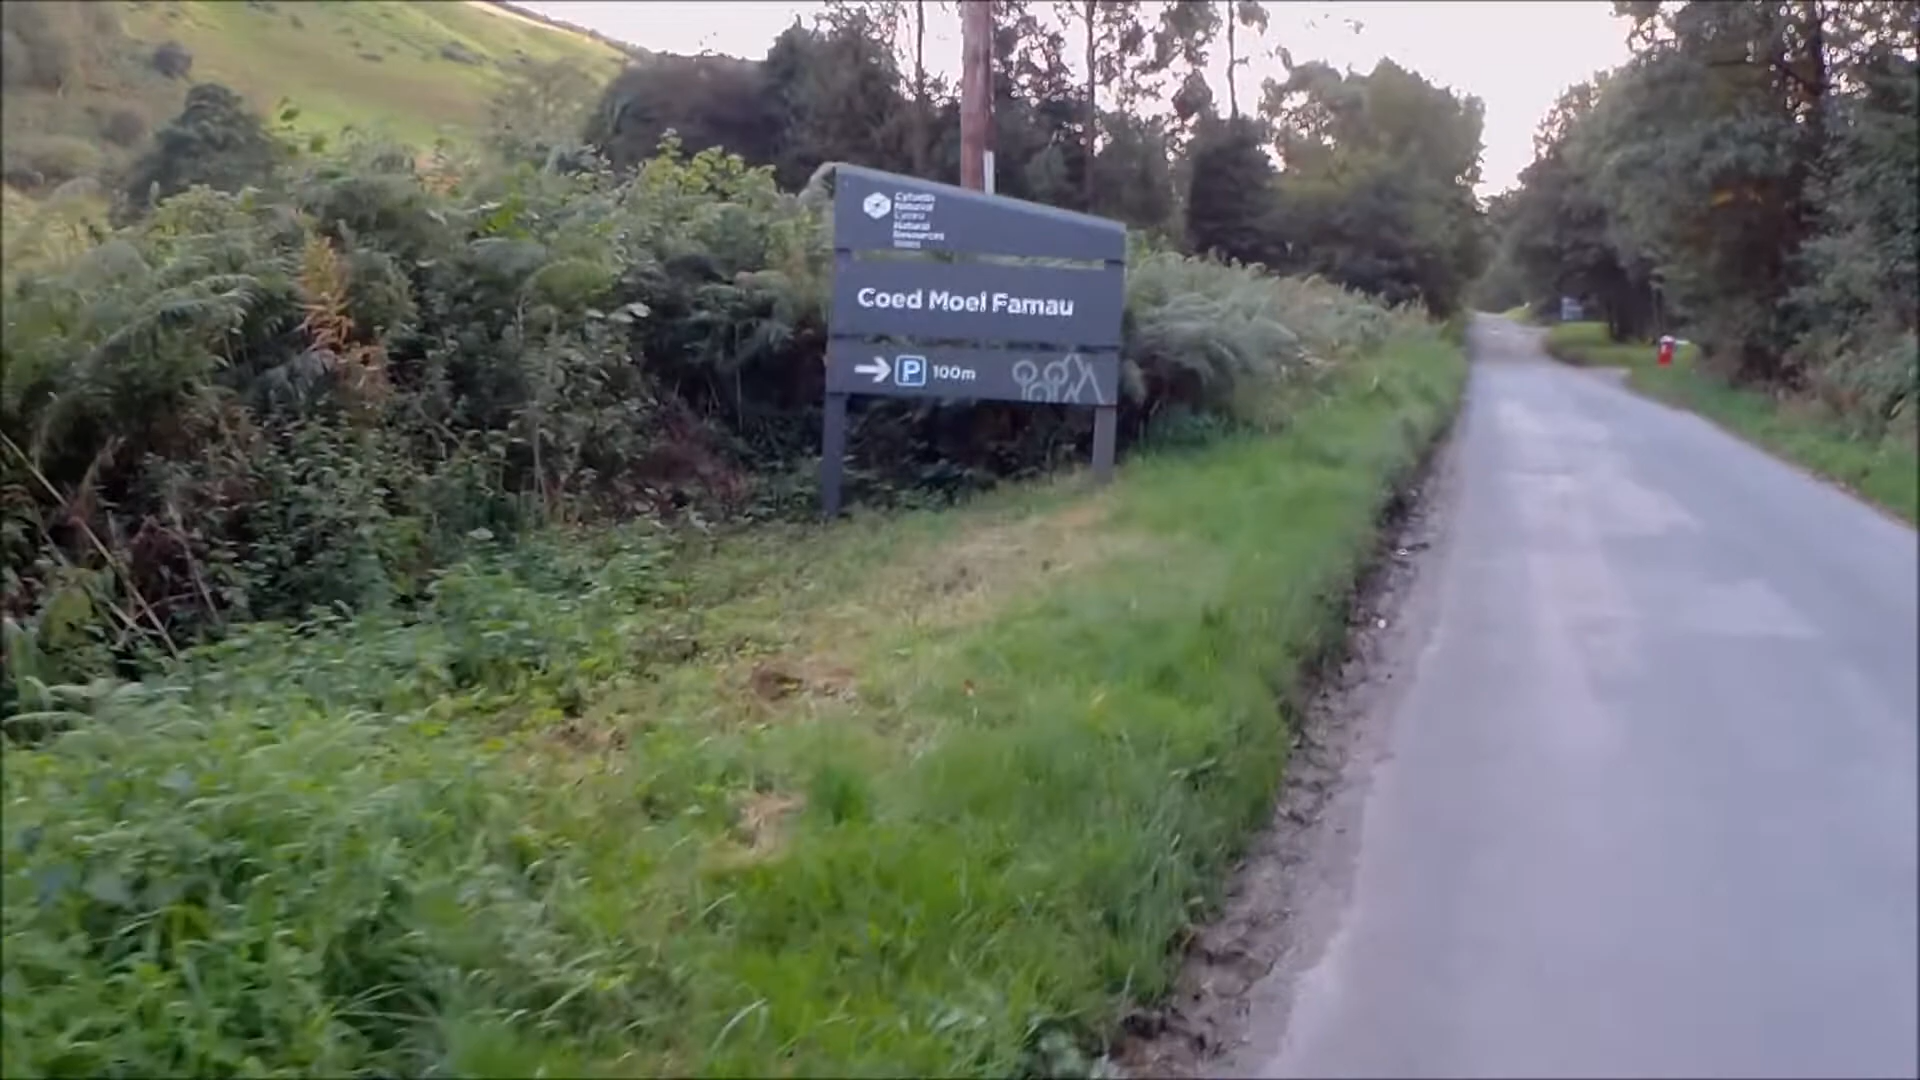 Cyfoeth
Naturiol
Cymru
Natural
Resources
Wales
Coed Moel Famau
P 100m